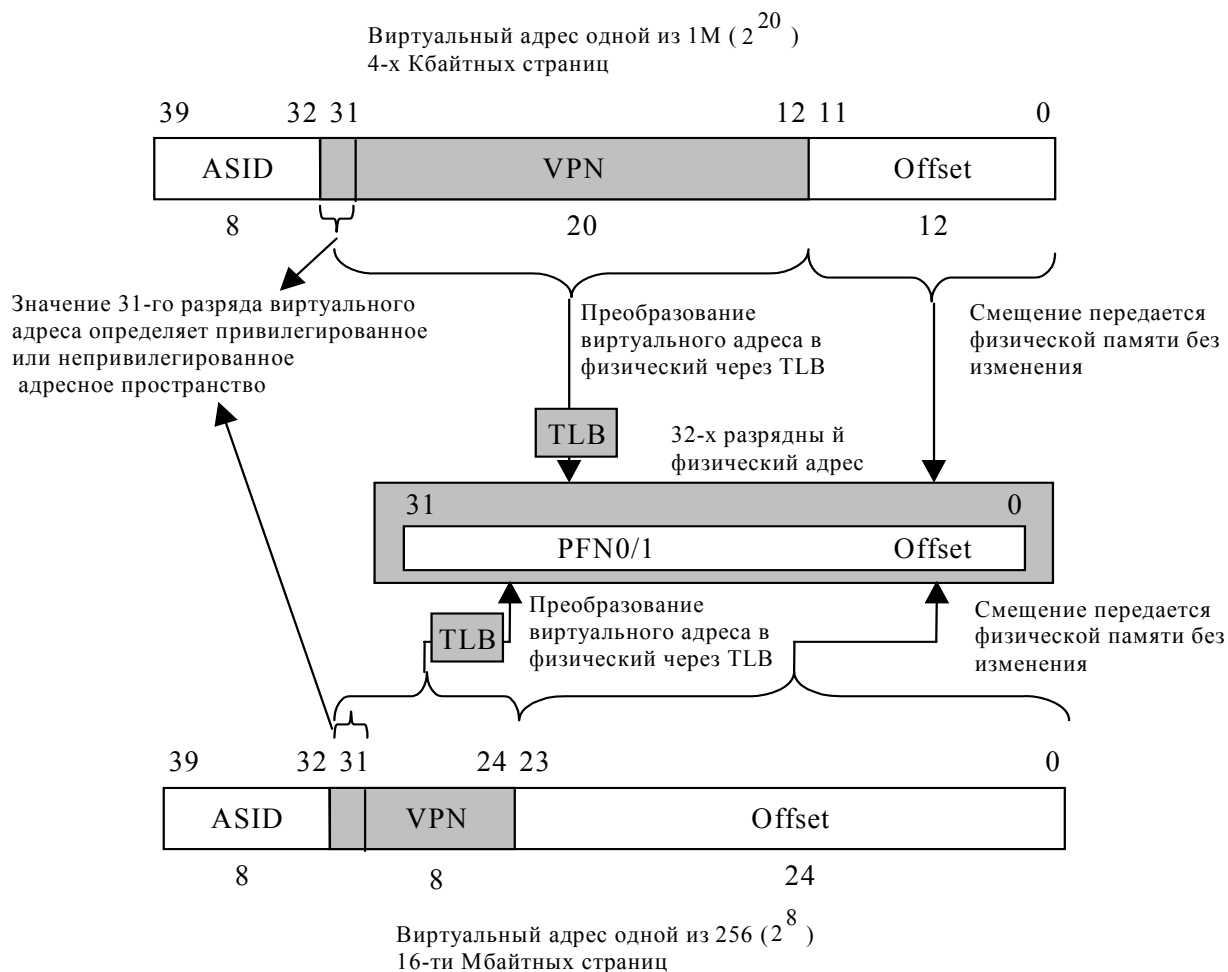 Виртуальный адрес одной из 1М ( 2^20 )
4-х Кбайтных страниц
39 32 31 12 11 0
ASID VPN Offset
8 20 12
Значение 31-го разряда виртуального
адреса определяет привилегированное
или непривилегированное
адресное пространство
Преобразование
виртуального адреса в
физический через TLB
Смещение передается
физической памяти без
изменения
TLB
32-х разрядны й
физический адрес
31 0
PFN0/1 Offset
TLB
Преобразование
виртуального адреса в
физический через TLB
Смещение передается
физической памяти без
изменения
39 32 31 24 23 0
ASID VPN Offset
8 8 24
Виртуальный адрес одной из 256 ( 2^8 )
16-ти Мбайтных страниц